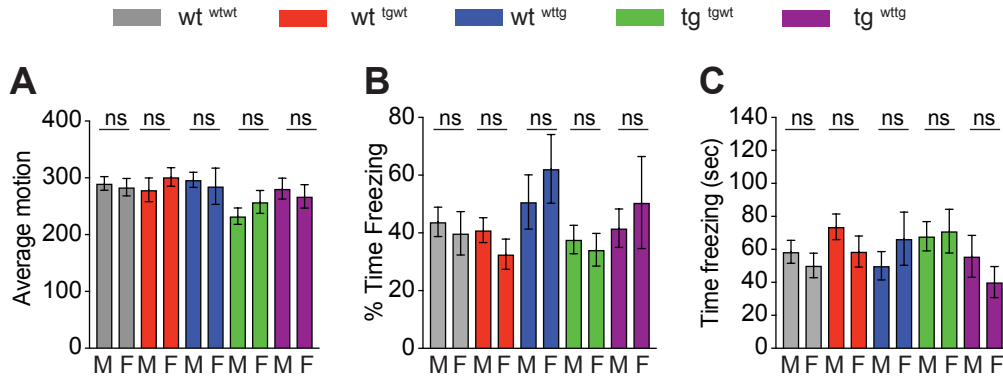 wt wtwt wt tgwt wt wttg tg tgwt tg wttg
A B C
ns ns ns ns ns
Average motion
400
300
200
100
0
M F M F M F M F M F
ns ns ns ns ns
% Time Freezing
80
60
40
20
0
M F M F M F M F M F
ns ns ns ns ns
Time freezing (sec)
140
120
100
80
60
40
20
0
M F M F M F M F M F